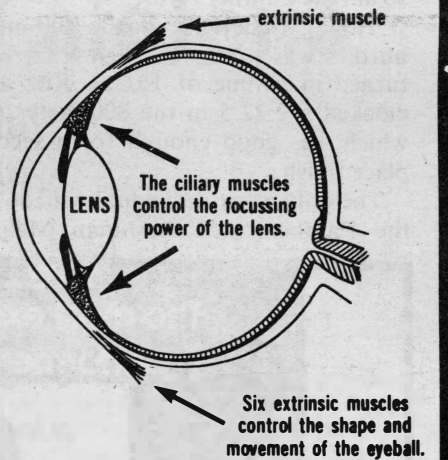 extrinsic muscle
The ciliary muscles
LENS control the focussing
power of the lens.
Six extrinsic muscles
control the shape and
movement of the eyeball.